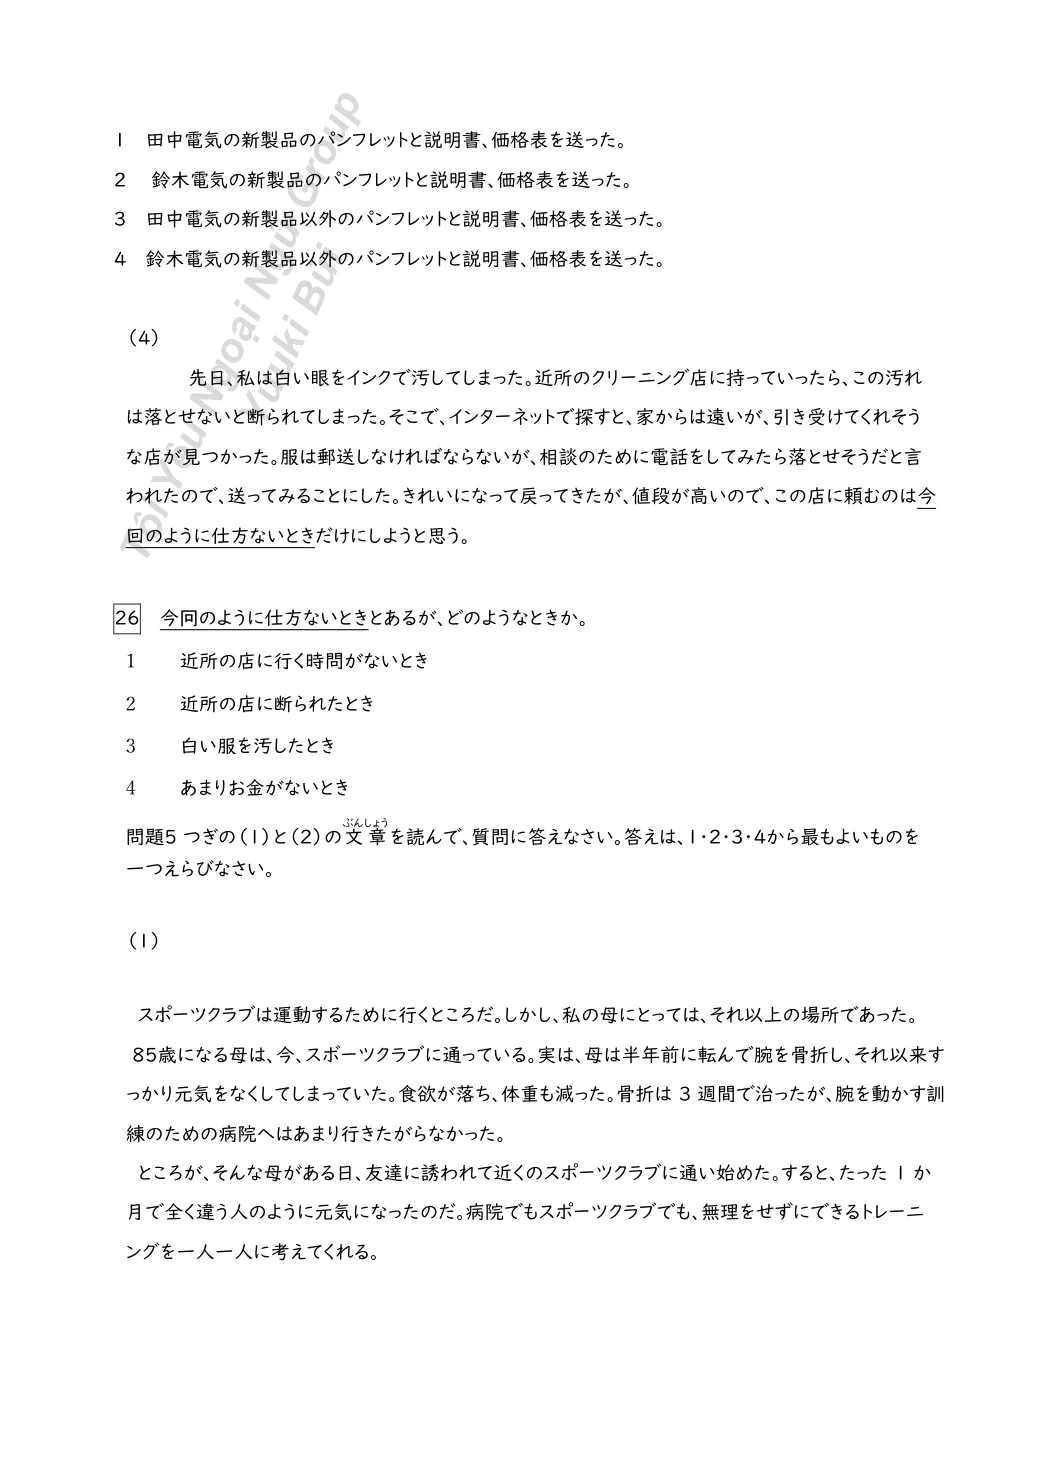 1 田中電気の新製品のパンフレットと説明書、価格表を送った。
2 鈴木電気の新製品のパンフレットと説明書、価格表を送った。
3 田中電気の新製品以外のパンフレットと説明書、価格表を送った。
4 鈴木電気の新製品以外のパンフレットと説明書、価格表を送った。
Tôi Yêu Ngoại Ngữ Group
Yuuki Bui
（4）
先日、私は白い眼をインクで汚してしまった。近所のクリーニング店に持っていったら、この汚れ
は落とせないと断られてしまった。そこで、インターネットで探すと、家からは遠いが、引き受けてくれそう
な店が見つかった。服は郵送しなければならないが、相談のために電話をしてみたら落とせそうだと言
われたので、送ってみることにした。きれいになって戻ってきたが、値段が高いので、この店に頼むのは今
回のように仕方ないときだけにしようと思う。
26 今冋のように仕方ないときとあるが、どのようなときか。
1 近所の店に行く時間がないとき
2 近所の店に断られたとき
3 白い服を汚したとき
4 あまりお金がないとき
問題5 つぎの（1）と（2）の文章を読んで、質問に答えなさい。答えは、1・2・3・4から最もよいものを
ぶんしょう
一つえらびなさい。
（1）
スポーツクラブは運動するために行くところだ。しかし、私の母にとっては、それ以上の場所であった。
85歳になる母は、今、スボーツクラブに通っている。実は、母は半年前に転んで腕を骨折し、それ以来す
っかり元気をなくしてしまっていた。食欲が落ち、体重も減った。骨折は 3 週間で治ったが、腕を動かす訓
練のための病院へはあまり行きたがらなかった。
ところが、そんな母がある日、友達に誘われて近くのスポーツクラブに通い始めた。すると、たった 1 か
月で全く違う人のように元気になったのだ。病院でもスポーツクラブでも、無理をせずにできるトレーニ
ングを一人一人に考えてくれる。